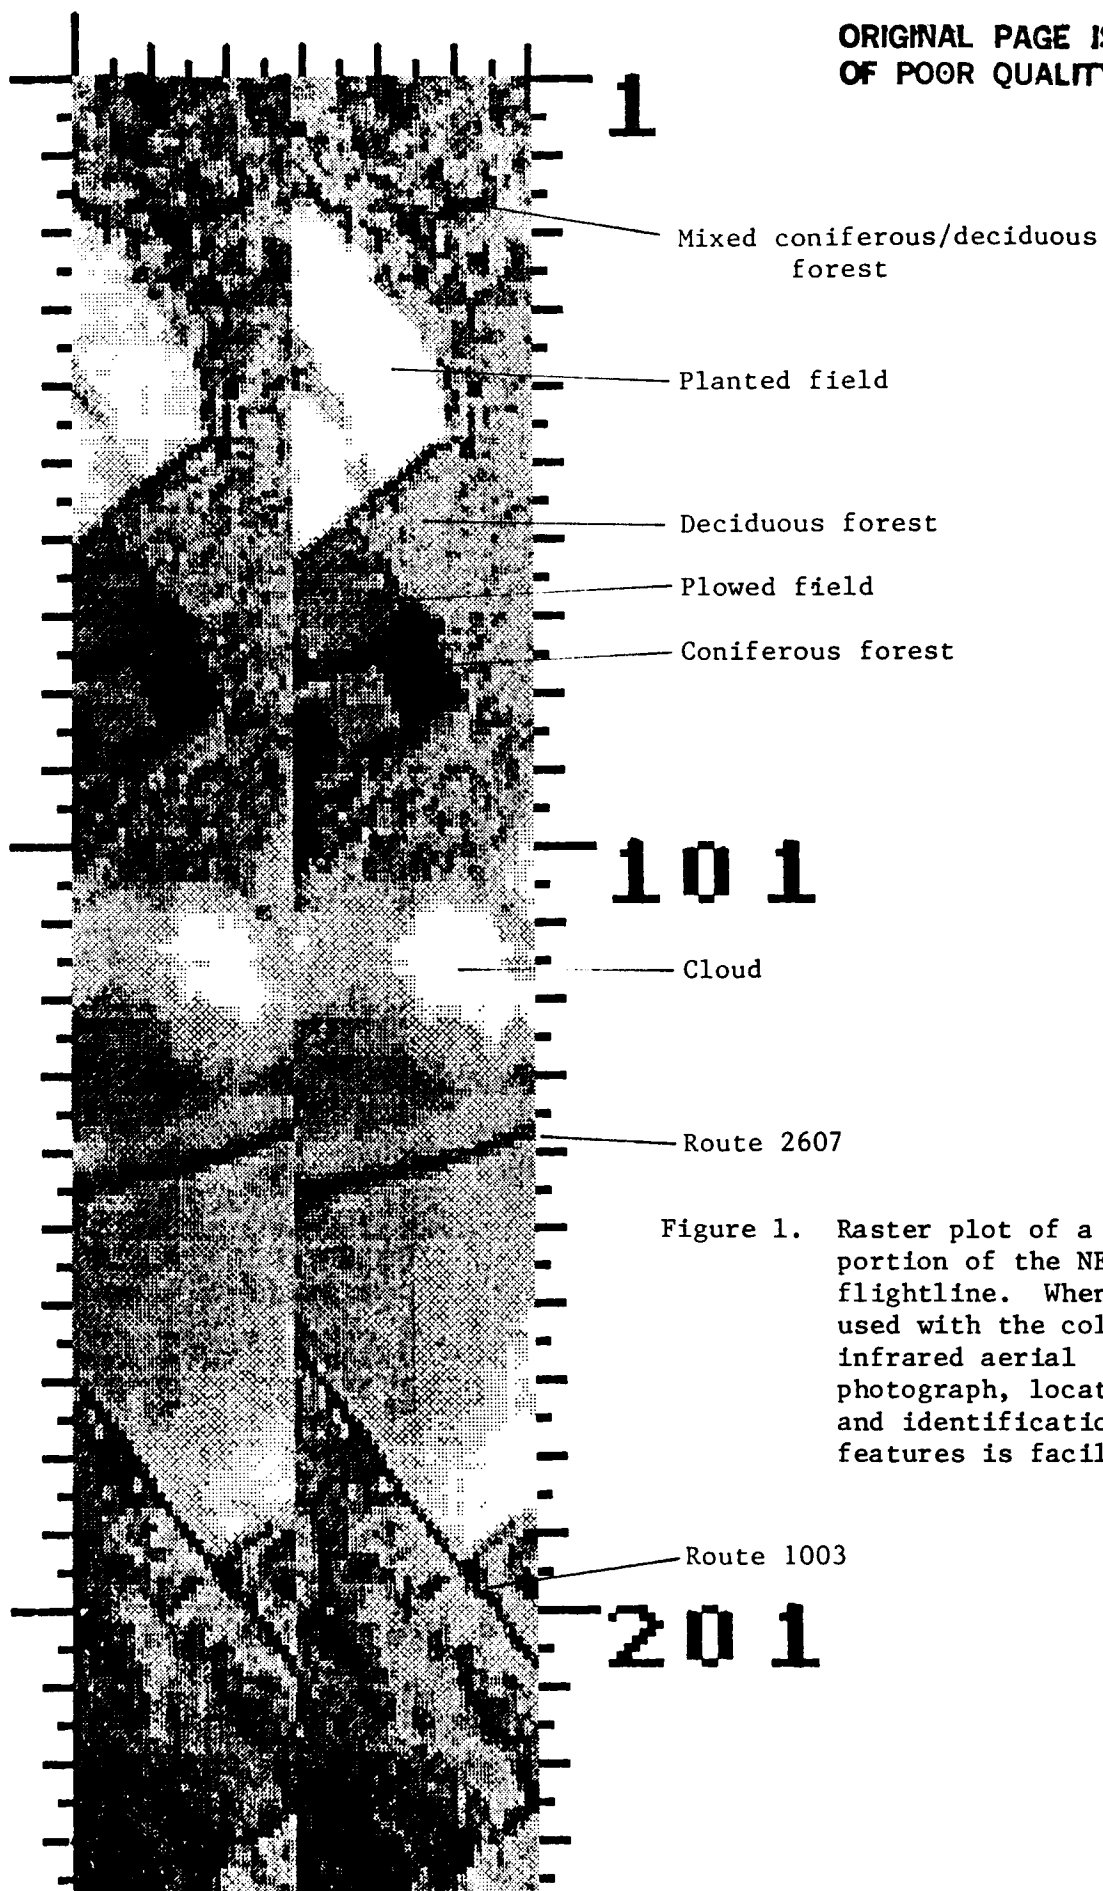 ORIGINAL PAGE
OF POOR QUALITY
1
Mixed coniferous/deciduous
forest
Planted field
Deciduous forest
Plowed field
Coniferous forest
101
Cloud
Route 2607
Figure 1. Raster plot of a
portion of the
flightline.
used with the
infrared aerial
photograph,
and
features is
Route 1003
201